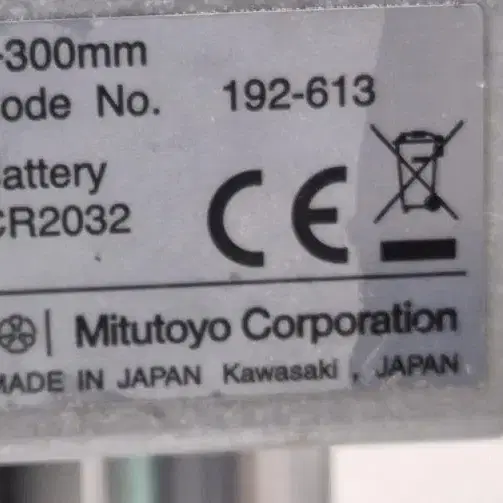 -300mm
ode No. 192-613
attery
CR2032
CE
Mitutoyo Corporation
MADE IN JAPAN Kawasaki , JAPAN